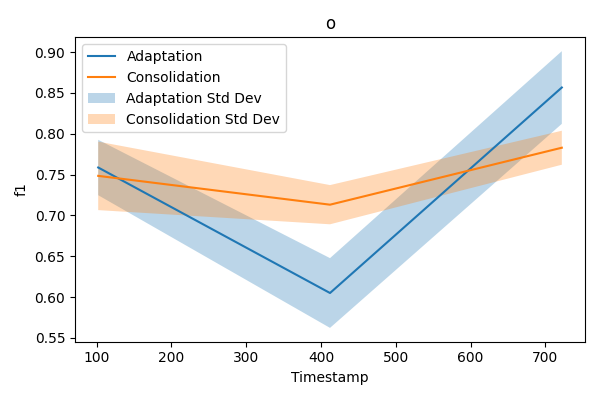 o
Adaptation
Consolidation
Adaptation Std Dev
Consolidation Std Dev
0.90
0.85
0.80
0.75
0.70
0.65
0.60
0.55
f1
100 200 300 400 500 600 700
Timestamp